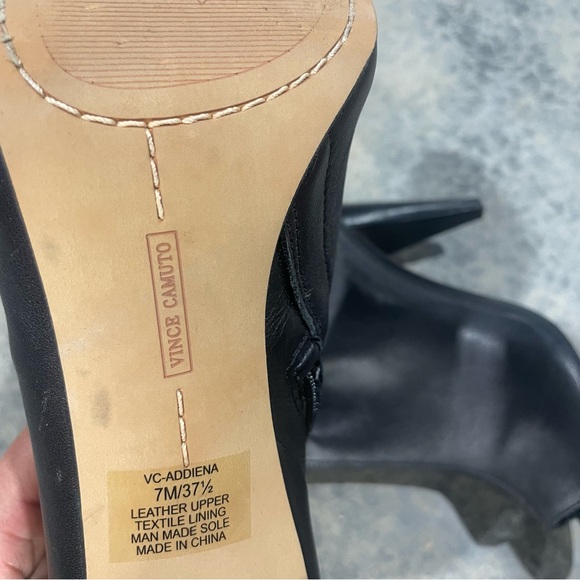 VINCE CAMUTO
VC-ADDIENA
7M/37½
LEATHER UPPER
TEXTILE LINING
MAN MADE SOLE
MADE IN CHINA